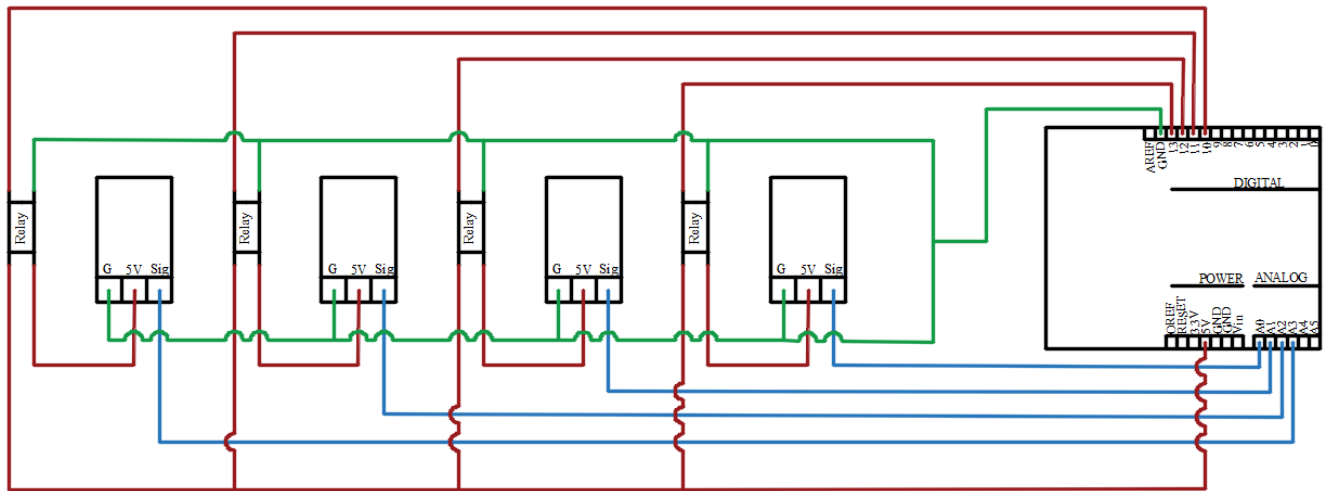 AREF
GND
13
12
11
10
9
8
7
6
5
4
3
2
1
0
DIGITAL
Relay
Relay
Relay
Relay
G 5V Sig
G 5V Sig
G 5V Sig
G 5V Sig
POWER ANALOG
OREF
RESET
3.3V
5V
GND
GND
Vin
A0
A1
A2
A3
A4
A5